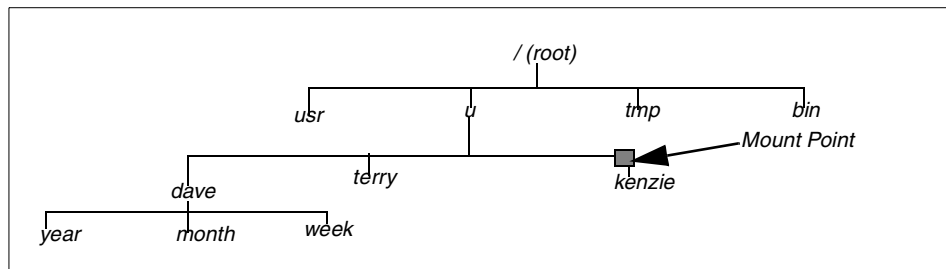 / (root)
usr u tmp bin
Mount Point
dave terry kenzie
year month week